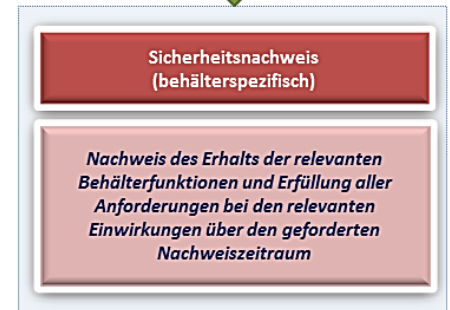 Sicherheitsnachweis
(behälterspezifisch)
Nachweis des Erhalts der relevanten
Behälterfunktionen und Erfüllung aller
Anforderungen bei den relevanten
Einwirkungen über den geforderten
Nachweiszeitraum